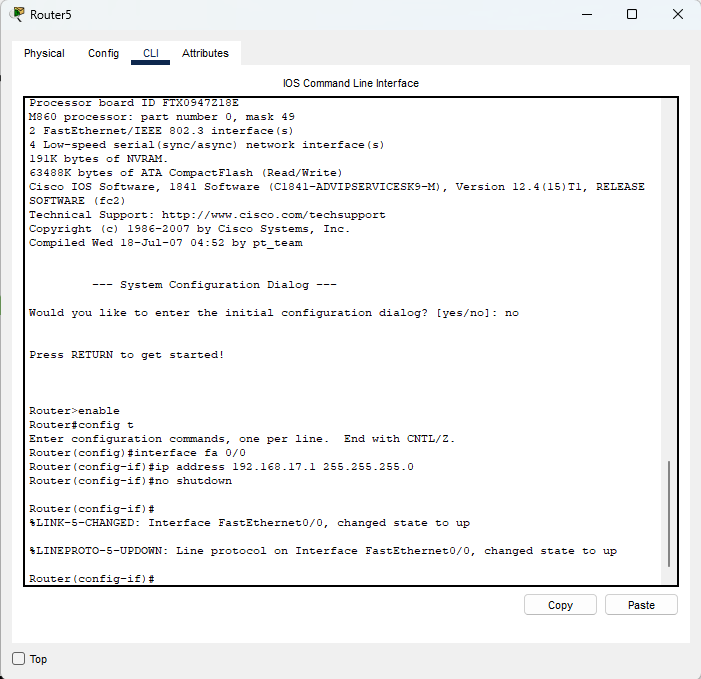 Router5
Physical Config CLI Attributes
IOS Command Line Interface
Processor board ID FTX0947Z18E
M860 processor: part number 0, mask 49
2 FastEthernet/IEEE 802.3 interface(s)
4 Low-speed serial(sync/async) network interface(s)
191K bytes of NVRAM.
63488K bytes of ATA CompactFlash (Read/Write)
Cisco IOS Software, 1841 Software (C1841-ADVIPSERVICESK9-M), Version 12.4(15)T1, RELEASE
SOFTWARE (fc2)
Technical Support: http://www.cisco.com/techsupport
Copyright (c) 1986-2007 by Cisco Systems, Inc.
Compiled Wed 18-Jul-07 04:52 by pt_team
--- System Configuration Dialog ---
Would you like to enter the initial configuration dialog? [yes/no]: no
Press RETURN to get started!
Router>enable
Router#config t
Enter configuration commands, one per line.  End with CNTL/Z.
Router(config)#interface fa 0/0
Router(config-if)#ip address 192.168.17.1 255.255.255.0
Router(config-if)#no shutdown
Router(config-if)#
%LINK-5-CHANGED: Interface FastEthernet0/0, changed state to up
%LINEPROTO-5-UPDOWN: Line protocol on Interface FastEthernet0/0, changed state to up
Router(config-if)#
Copy Paste
Top